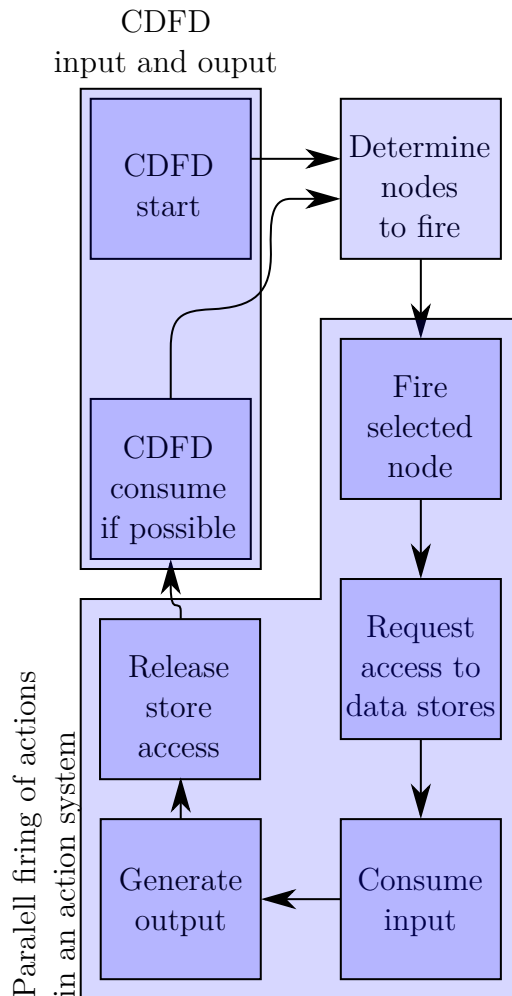 CDFD
input and ouput
CDFD
start
Determine
nodes
to fire
CDFD
consume
if possible
Fire
selected
node
Request
access to
data stores
Release
store
access
Generate
output
Consume
input
Paralell firing of actions
in an action system